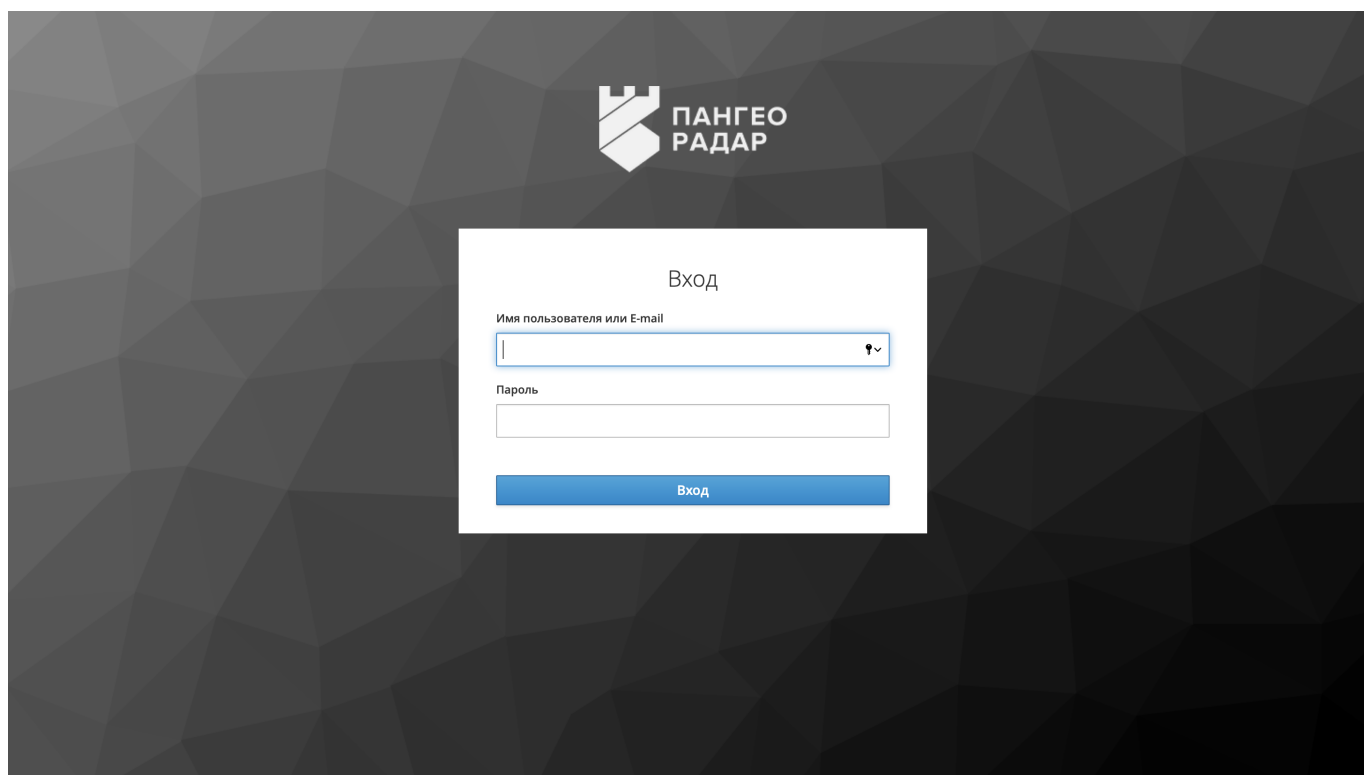 ПАНГЕО
РАДАР
Вход
Имя пользователя или E-mail
Пароль
Вход